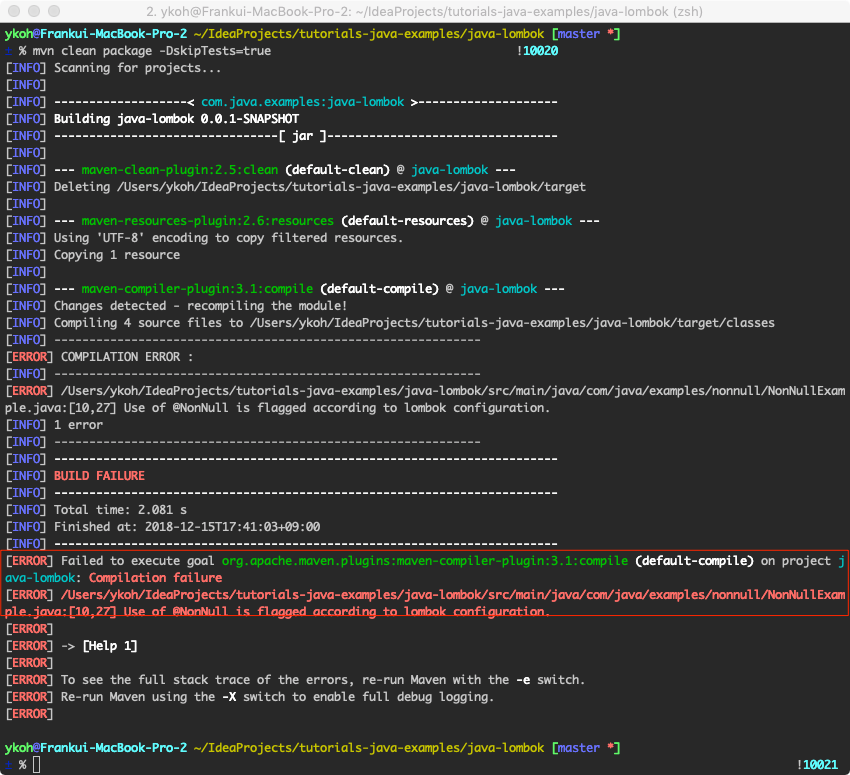 2. ykoh@Frankui-MacBook-Pro-2: ~/IdeaProjects/tutorials-java-examples/java-lombok (zsh)
ykoh@Frankui-MacBook-Pro-2 ~/IdeaProjects/tutorials-java-examples/java-lombok [master *]
% mvn clean package -DskipTests=true !10020
[INFO] Scanning for projects...
[INFO]
[INFO] -------------------< com.java.examples:java-lombok >--------------------
[INFO] Building java-lombok 0.0.1-SNAPSHOT
[INFO] --------------------------------[ jar ]---------------------------------
[INFO]
[INFO] --- maven-clean-plugin:2.5:clean (default-clean) @ java-lombok ---
[INFO] Deleting /Users/ykoh/IdeaProjects/tutorials-java-examples/java-lombok/target
[INFO]
[INFO] --- maven-resources-plugin:2.6:resources (default-resources) @ java-lombok ---
[INFO] Using 'UTF-8' encoding to copy filtered resources.
[INFO] Copying 1 resource
[INFO]
[INFO] --- maven-compiler-plugin:3.1:compile (default-compile) @ java-lombok ---
[INFO] Changes detected - recompiling the module!
[INFO] Compiling 4 source files to /Users/ykoh/IdeaProjects/tutorials-java-examples/java-lombok/target/classes
[INFO] -------------------------------------------------------------
[ERROR] COMPILATION ERROR :
[INFO] -------------------------------------------------------------
[ERROR] /Users/ykoh/IdeaProjects/tutorials-java-examples/java-lombok/src/main/java/com/java/examples/nonnull/NonNullExam
ple.java:[10,27] Use of @NonNull is flagged according to lombok configuration.
[INFO] 1 error
[INFO] -------------------------------------------------------------
[INFO] ------------------------------------------------------------------------
[INFO] BUILD FAILURE
[INFO] ------------------------------------------------------------------------
[INFO] Total time: 2.081 s
[INFO] Finished at: 2018-12-15T17:41:03+09:00
[INFO] ------------------------------------------------------------------------
[ERROR] Failed to execute goal org.apache.maven.plugins:maven-compiler-plugin:3.1:compile (default-compile) on project j
ava-lombok: Compilation failure
[ERROR] /Users/ykoh/IdeaProjects/tutorials-java-examples/java-lombok/src/main/java/com/java/examples/nonnull/NonNullExam
ple.java:[10,27] Use of @NonNull is flagged according to lombok configuration.
[ERROR]
[ERROR] -> [Help 1]
[ERROR]
[ERROR] To see the full stack trace of the errors, re-run Maven with the -e switch.
[ERROR] Re-run Maven using the -X switch to enable full debug logging.
[ERROR]
ykoh@Frankui-MacBook-Pro-2 ~/IdeaProjects/tutorials-java-examples/java-lombok [master *]
% !10021